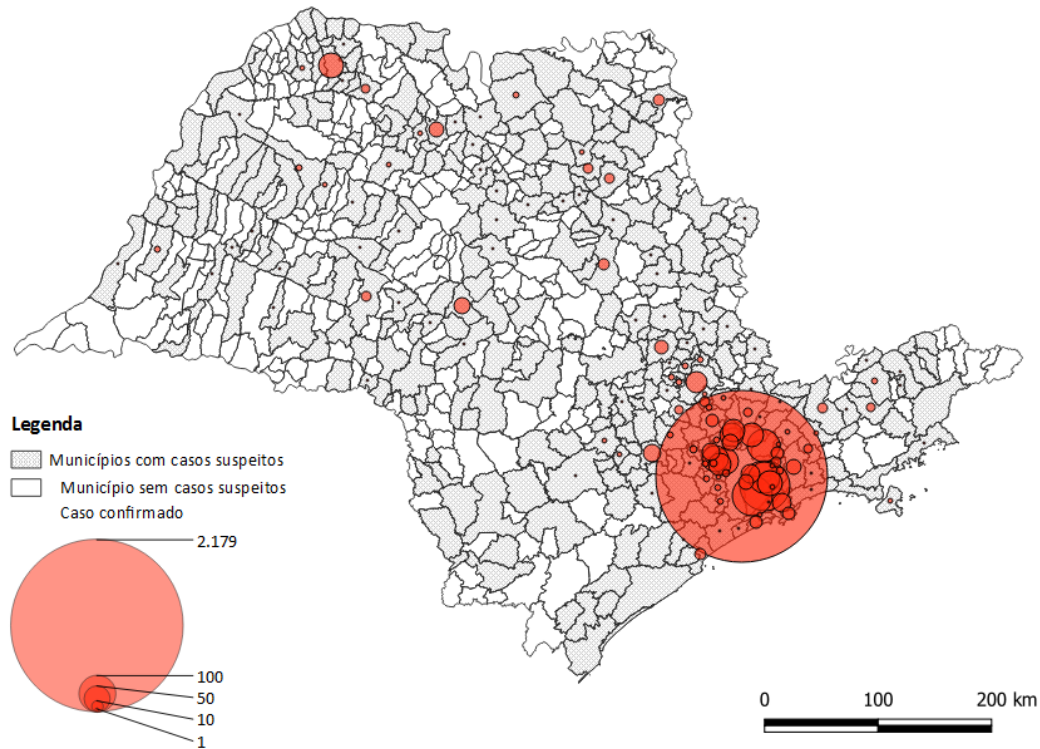 Legenda
Municípios com casos suspeitos
Município sem casos suspeitos
Caso confirmado
2.179
100
50
10
1
0 100 200 km